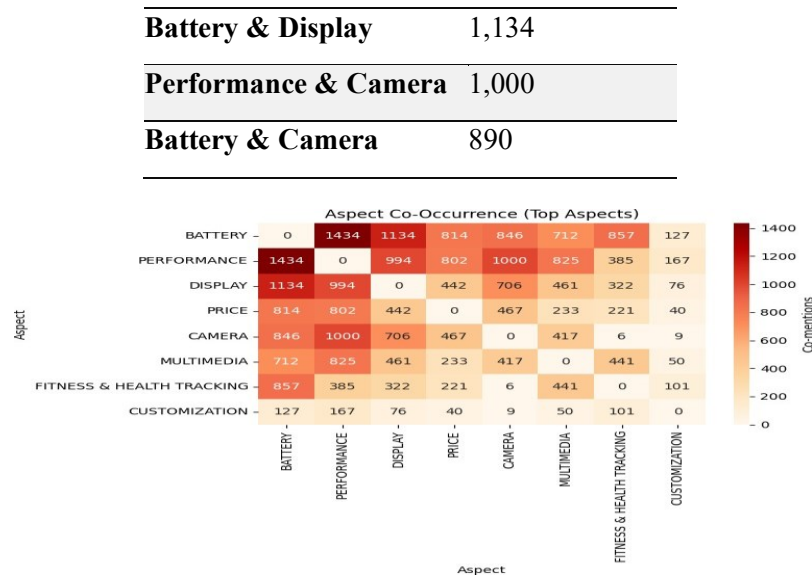 Battery & Display 1,134
Performance & Camera 1,000
Battery & Camera 890
Aspect Co-Occurrence (Top Aspects)
BATTERY 0 1434 1134 814 846 712 857 127
PERFORMANCE 1434 0 994 802 1000 825 385 167
DISPLAY 1134 994 0 442 706 461 322 76
PRICE 814 802 442 0 467 233 221 40
CAMERA 846 1000 706 467 0 417 6 9
MULTIMEDIA 712 825 461 233 417 0 441 50
FITNESS & HEALTH TRACKING 857 385 322 221 6 441 0 101
CUSTOMIZATION 127 167 76 40 9 50 101 0
Aspect
BATTERY
PERFORMANCE
DISPLAY
PRICE
CAMERA
MULTIMEDIA
FITNESS & HEALTH TRACKING
CUSTOMIZATION
Aspect
1400
1200
1000
800
600
400
200
0
Co-mentions